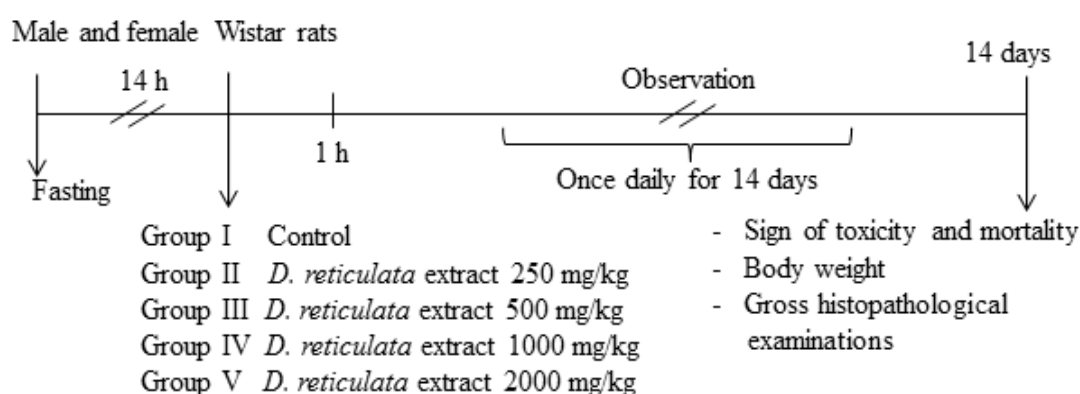 Male and female Wistar rats
14 days
14 h
Observation
1 h
Once daily for 14 days
Fasting
Group I Control
Group II D. reticulata extract 250 mg/kg
Group III D. reticulata extract 500 mg/kg
Group IV D. reticulata extract 1000 mg/kg
Group V D. reticulata extract 2000 mg/kg
- Sign of toxicity and mortality
- Body weight
- Gross histopathological
examinations